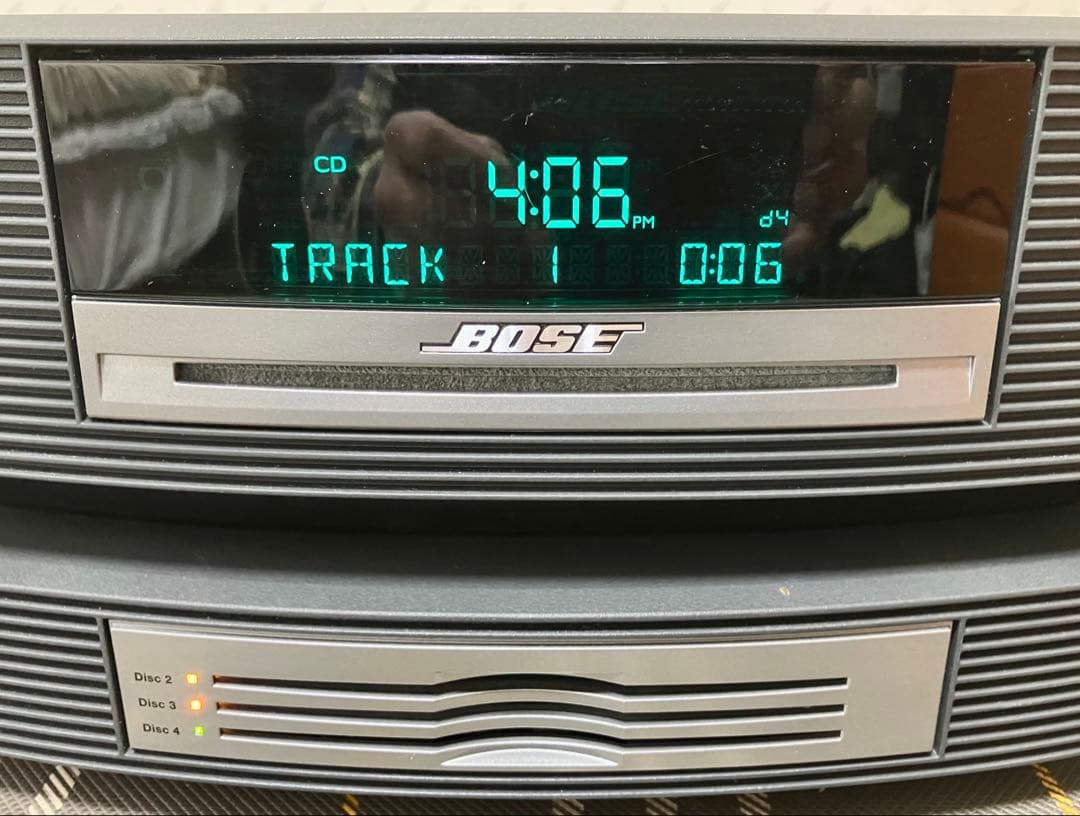 CD 4:06 PM d4
TRACK 1 0:06
BOSE
Disc 2
Disc 3
Disc 4